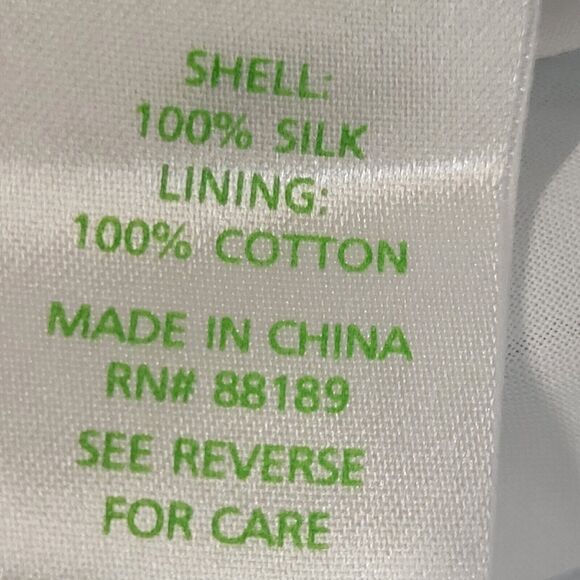 SHELL:
100% SILK
LINING:
100% COTTON
MADE IN CHINA
RN# 88189
SEE REVERSE
FOR CARE